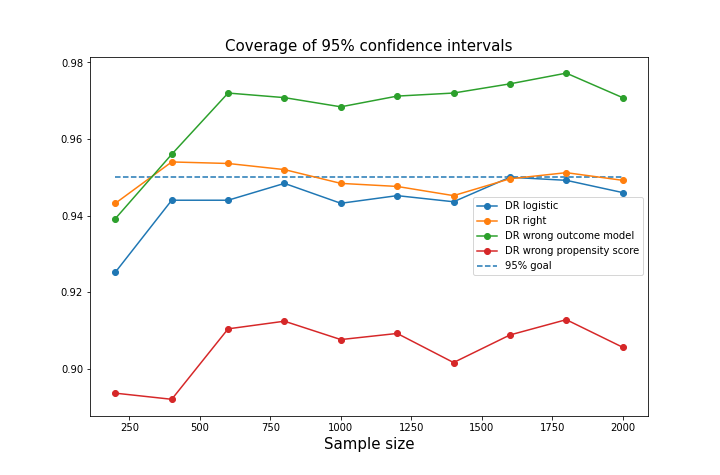 Coverage of 95% confidence intervals
0.98
0.96
0.94
0.92
0.90
DR logistic
DR right
DR wrong outcome model
DR wrong propensity score
95% goal
250
500
750
1000
1250
1500
1750
2000
Sample size